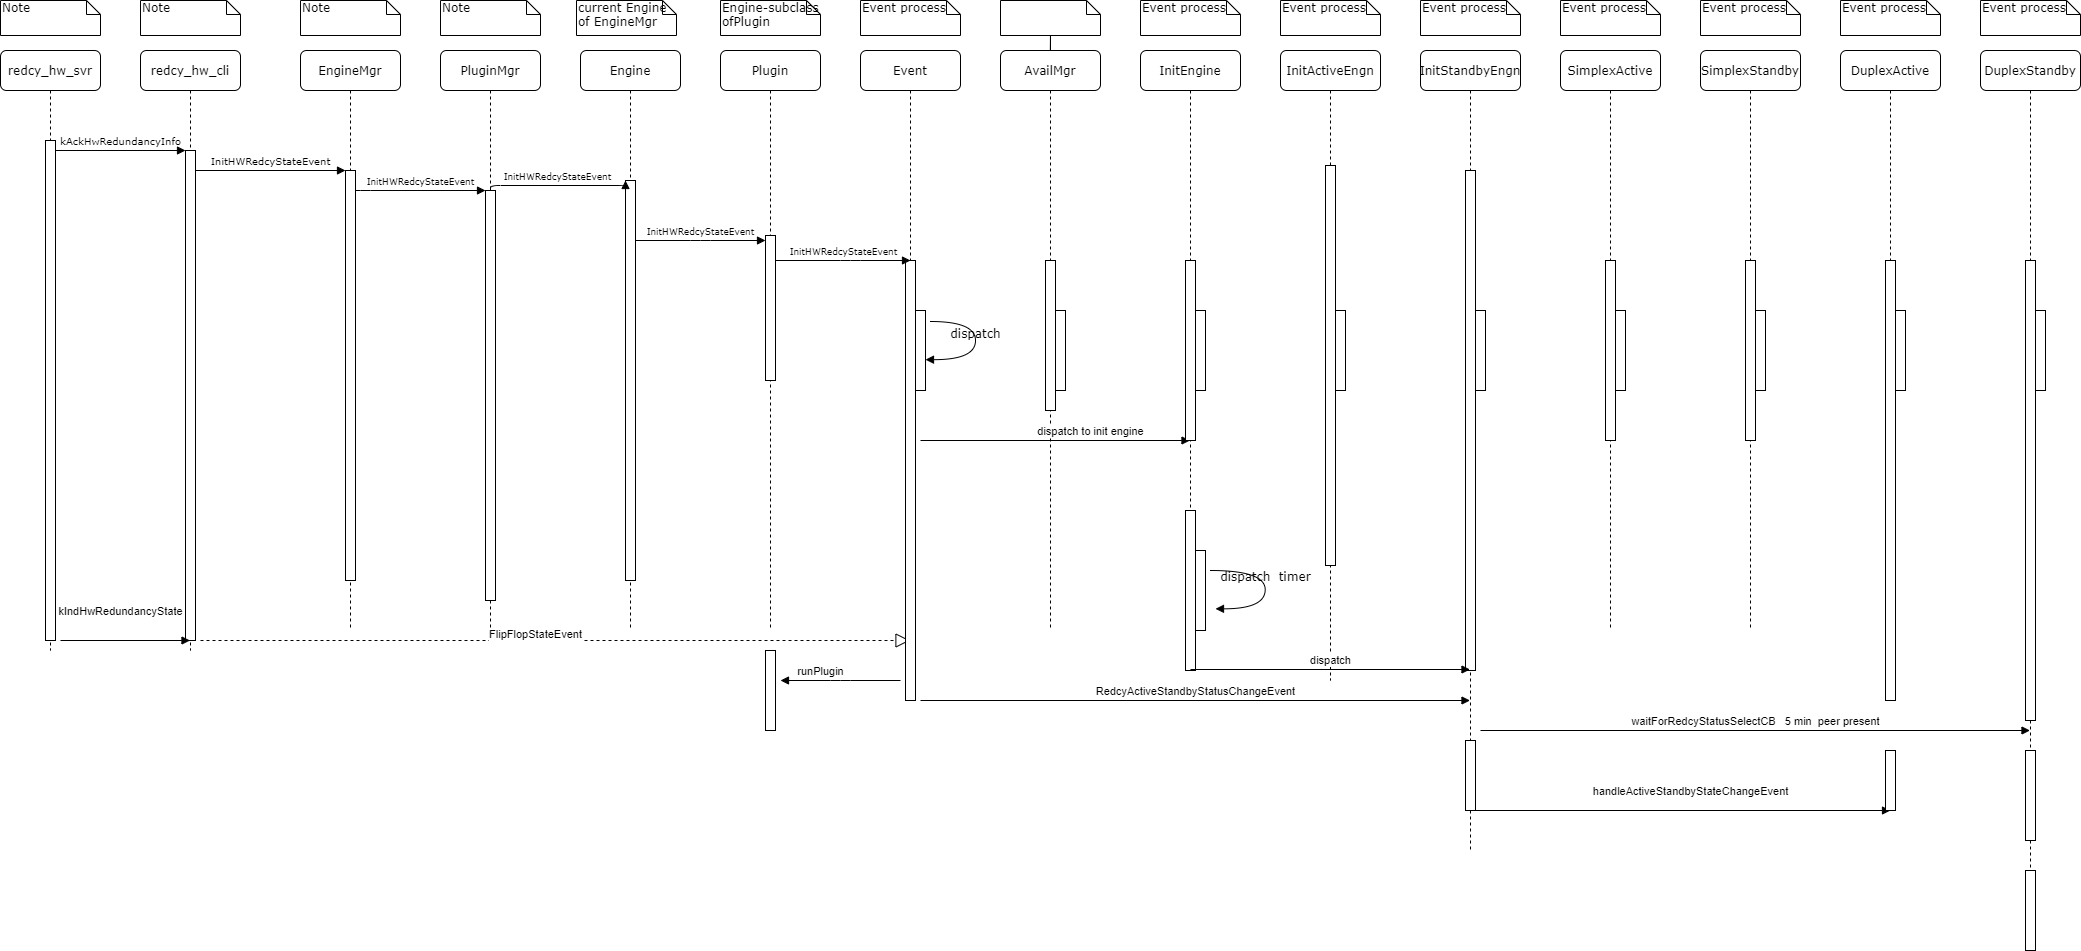 Note
Note
Note
Note
current Engine
of EngineMgr
Engine-subclass
ofPlugin
Event process
Event process
Event process
Event process
Event process
Event process
Event process
Event process
redcy_hw_svr
redcy_hw_cli
EngineMgr
PluginMgr
Engine
Plugin
Event
AvailMgr
InitEngine
InitActiveEngn
InitStandbyEngn
SimplexActive
SimplexStandby
DuplexActive
DuplexStandby
kAckHwRedundancyInfo
InitHWRedcyStateEvent
InitHWRedcyStateEvent
InitHWRedcyStateEvent
InitHWRedcyStateEvent
InitHWRedcyStateEvent
dispatch
dispatch to init engine
dispatch  timer
kIndHwRedundancyState
FlipFlopStateEvent
dispatch
runPlugin
RedcyActiveStandbyStatusChangeEvent
waitForRedcyStatusSelectCB   5 min  peer present
handleActiveStandbyStateChangeEvent